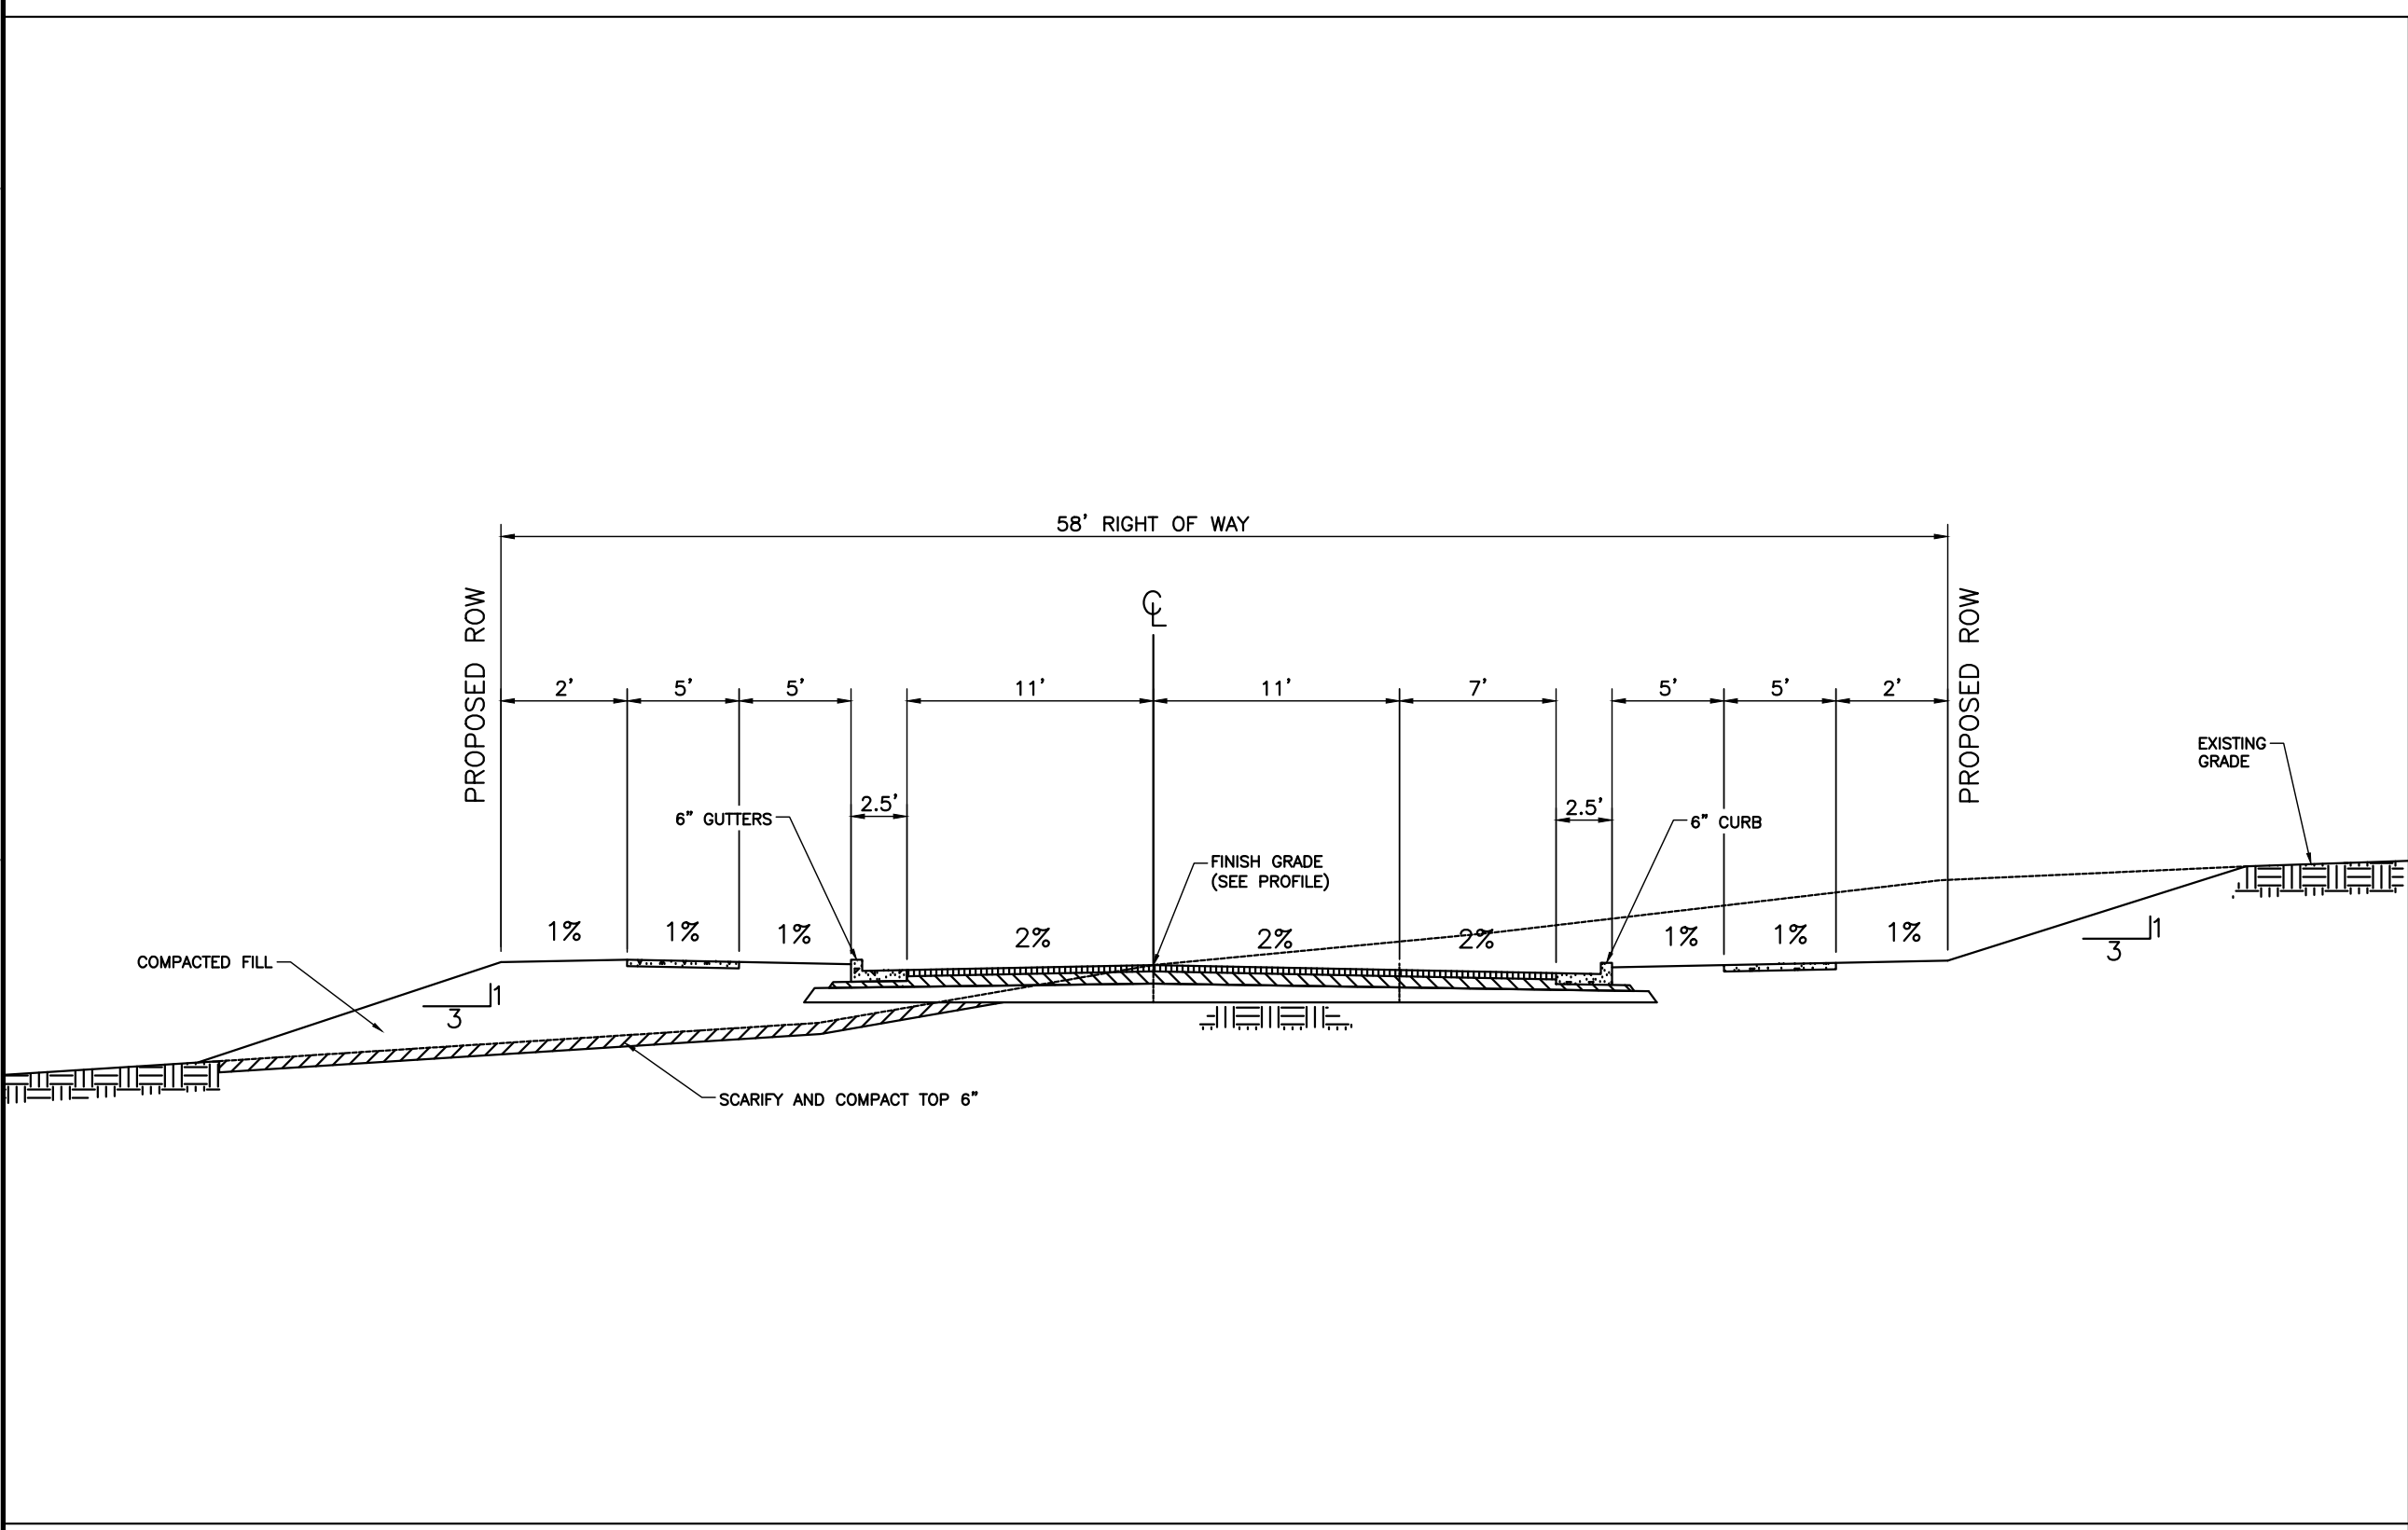 58' RIGHT OF WAY
PROPOSED ROW
℄
PROPOSED ROW
2'
5'
5'
11'
11'
7'
5'
5'
2'
EXISTING
GRADE
2.5'
2.5'
6" GUTTERS
6" CURB
FINISH GRADE
(SEE PROFILE)
1%
1%
1%
2%
2%
2%
1%
1%
1%
COMPACTED FILL
1
3
1
3
SCARIFY AND COMPACT TOP 6"